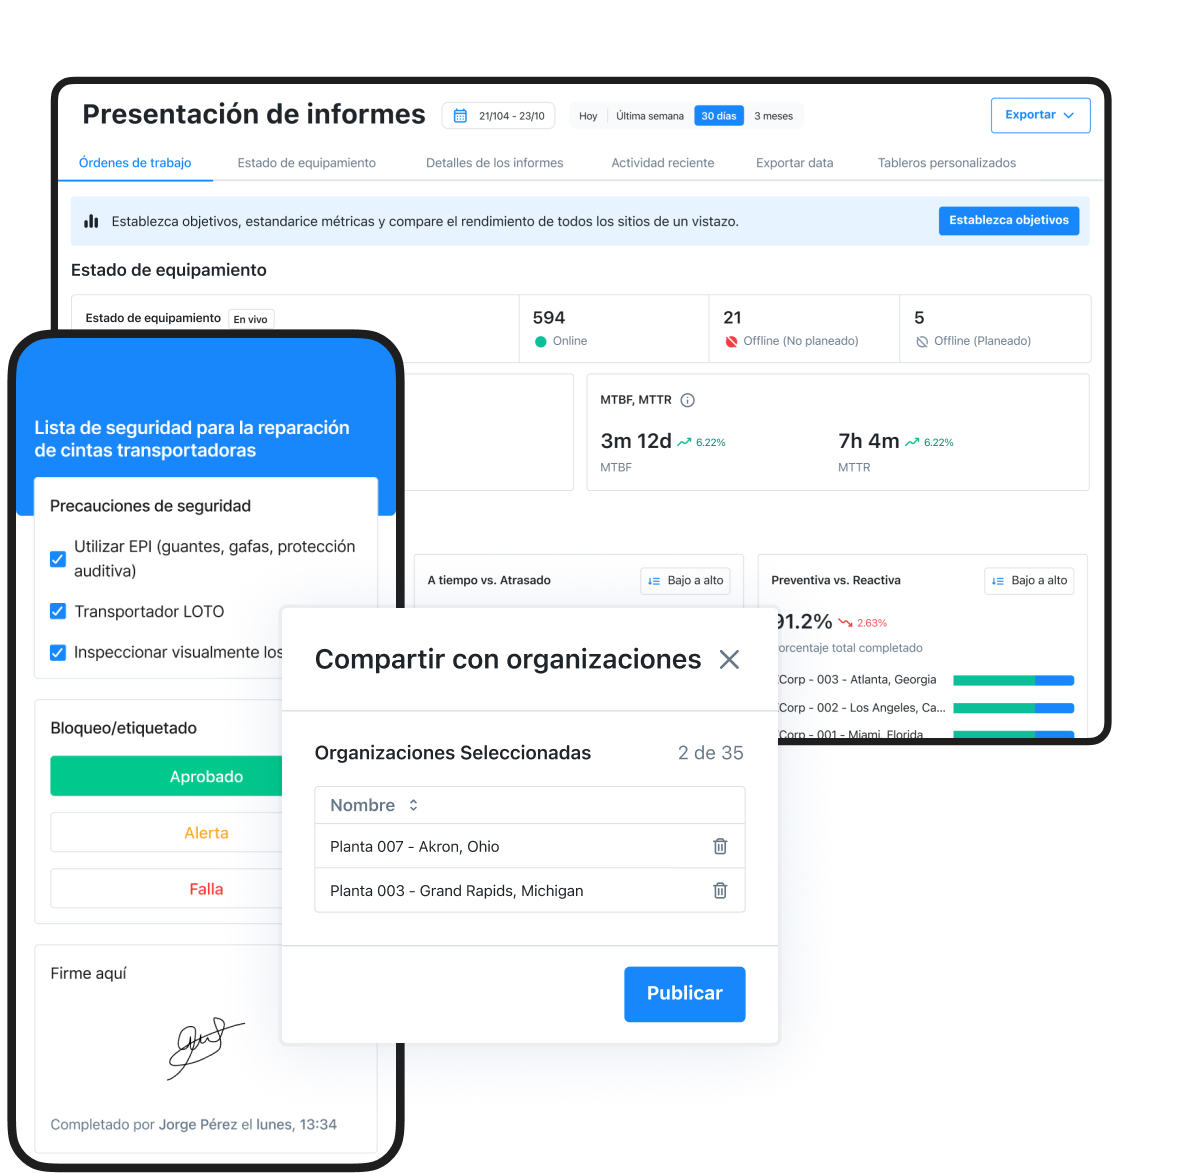 Presentación de informes
21/104 - 23/10
Hoy
Última semana
30 días
3 meses
Exportar
Órdenes de trabajo
Estado de equipamiento
Detalles de los informes
Actividad reciente
Exportar data
Tableros personalizados
Establezca objetivos, estandarice métricas y compare el rendimiento de todos los sitios de un vistazo.
Establezca objetivos
Estado de equipamiento
Estado de equipamiento
En vivo
594
Online
21
Offline (No planeado)
5
Offline (Planeado)
MTBF, MTTR
3m 12d
6.22%
MTBF
7h 4m
6.22%
MTTR
A tiempo vs. Atrasado
Bajo a alto
Preventiva vs. Reactiva
Bajo a alto
91.2%
2.63%
total completado
Corp - 003 - Atlanta, Georgia
Corp - 002 - Los Angeles, Ca...
Corp - 001 - Miami, Florida
Lista de seguridad para la reparación
de cintas transportadoras
Precauciones de seguridad
Utilizar EPI (guantes, gafas, protección
auditiva)
Transportador LOTO
Inspeccionar visualmente los
Bloqueo/etiquetado
Aprobado
Alerta
Falla
Firme aquí
Completado por Jorge Pérez el lunes, 13:34
Compartir con organizaciones
Organizaciones Seleccionadas
2 de 35
Nombre
Planta 007 - Akron, Ohio
Planta 003 - Grand Rapids, Michigan
Publicar